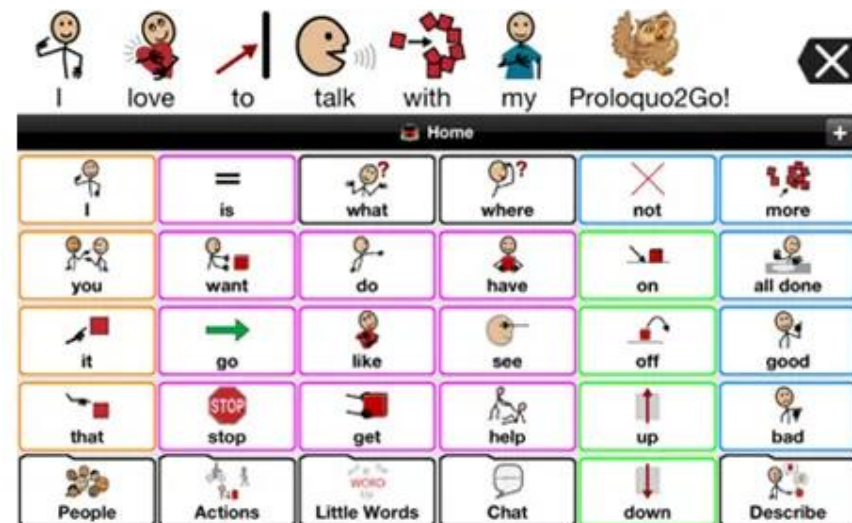 I love to talk with my Proloquo2Go!
Home
I is what where not more
you want do have on all done
it go like see off good
STOP
that stop get help up bad
WORD
People Actions Little Words Chat down Describe